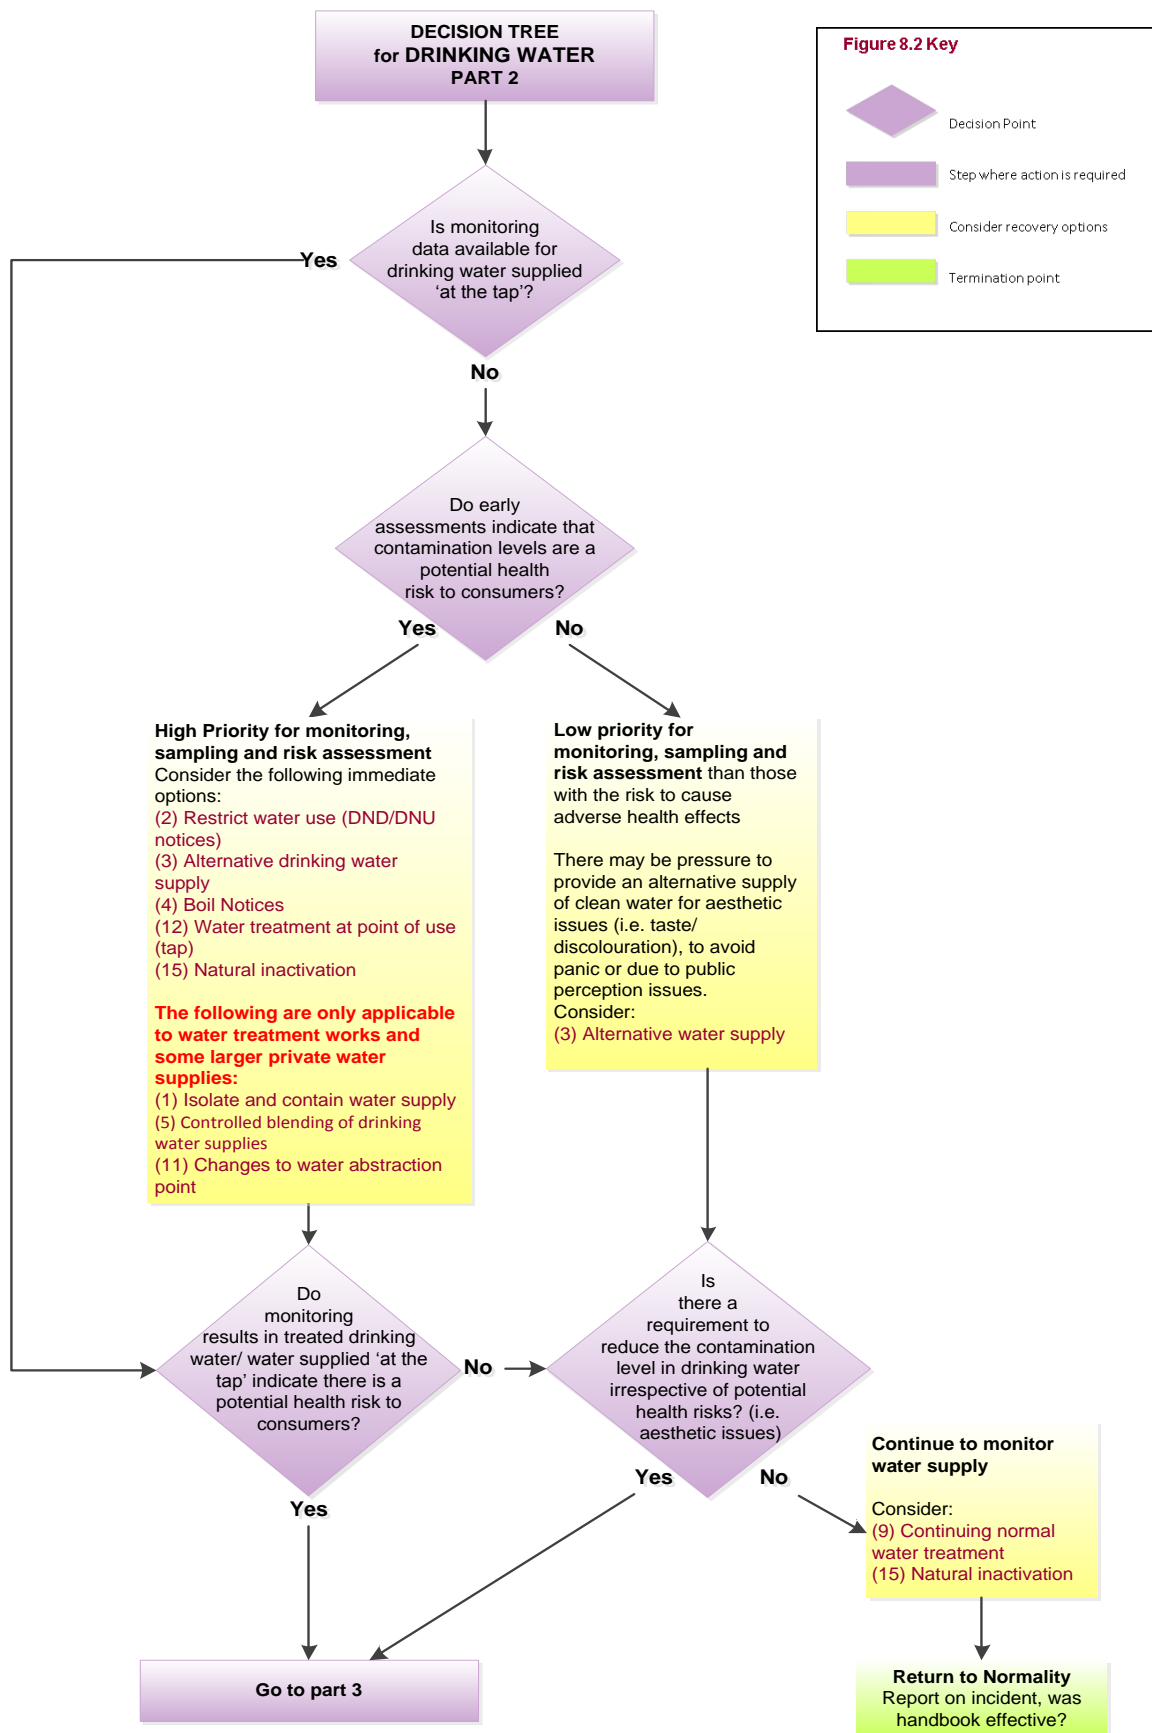 DECISION TREE
for DRINKING WATER
PART 2
Figure 8.2 Key
Decision Point
Step where action is required
Consider recovery options
Termination point
Is monitoring
data available for
drinking water supplied
‘at the tap’?
Yes
No
Do early
assessments indicate that
contamination levels are a
potential health
risk to consumers?
Yes
No
High Priority for monitoring,
sampling and risk assessment
Consider the following immediate
options:
(2) Restrict water use (DND/DNU
notices)
(3) Alternative drinking water
supply
(4) Boil Notices
(12) Water treatment at point of use
(tap)
(15) Natural inactivation
The following are only applicable
to water treatment works and
some larger private water
supplies:
(1) Isolate and contain water supply
(5) Controlled blending of drinking
water supplies
(11) Changes to water abstraction
point
Low priority for
monitoring, sampling and
risk assessment than those
with the risk to cause
adverse health effects
There may be pressure to
provide an alternative supply
of clean water for aesthetic
issues (i.e. taste/
discolouration), to avoid
panic or due to public
perception issues.
Consider:
(3) Alternative water supply
Do
monitoring
results in treated drinking
water/ water supplied ‘at the
tap’ indicate there is a
potential health risk to
consumers?
No
Yes
Is
there a
requirement to
reduce the contamination
level in drinking water
irrespective of potential
health risks? (i.e.
aesthetic issues)
Yes
No
Continue to monitor
water supply
Consider:
(9) Continuing normal
water treatment
(15) Natural inactivation
Go to part 3
Return to Normality
Report on incident, was
handbook effective?